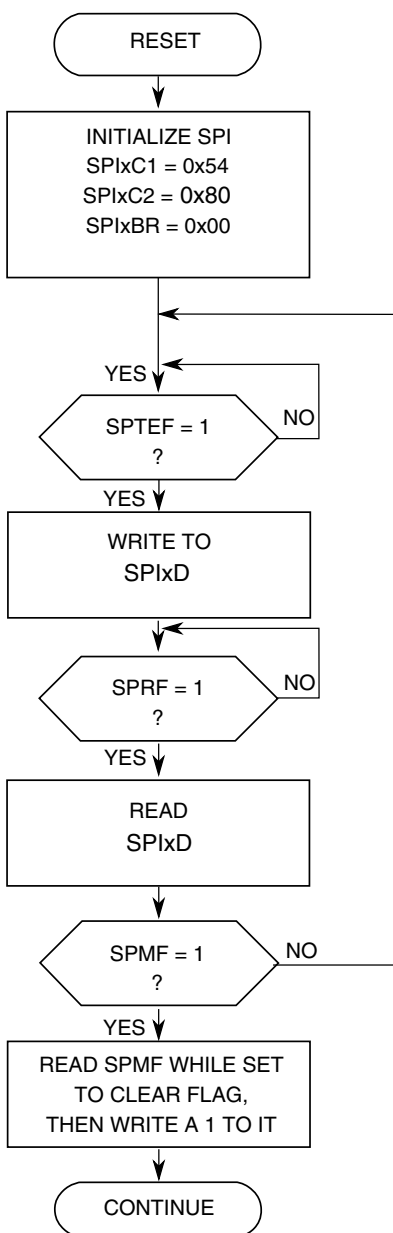 RESET
INITIALIZE SPI
SPIxC1 = 0x54
SPIxC2 = 0x80
SPIxBR = 0x00
YES
SPTEF = 1
?
NO
YES
WRITE TO
SPIxD
SPRF = 1
?
NO
YES
READ
SPIxD
SPMF = 1
?
NO
YES
READ SPMF WHILE SET
TO CLEAR FLAG,
THEN WRITE A 1 TO IT
CONTINUE